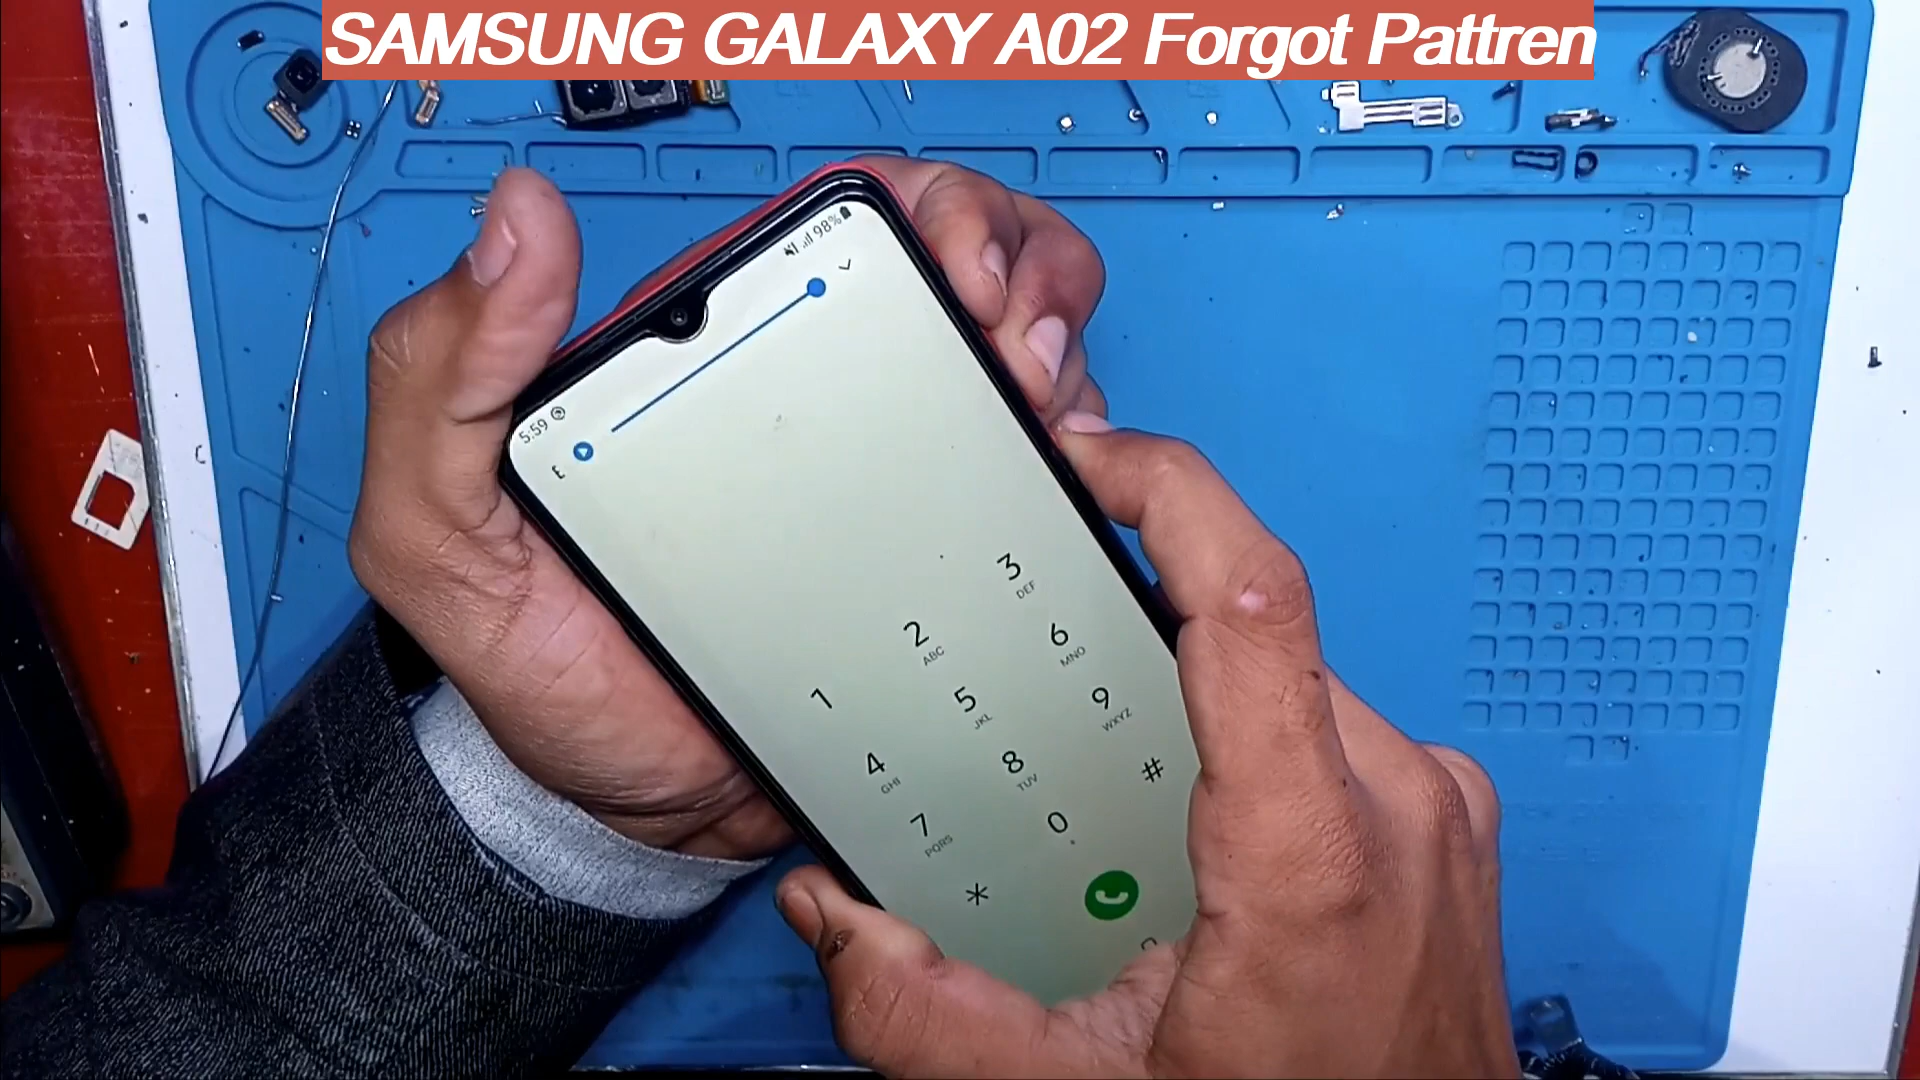 SAMSUNG GALAXY A02 Forgot Pattren
5:59
98%
1
2 ABC
3 DEF
4 GHI
5 JKL
6 MNO
7 PQRS
8 TUV
9 WXYZ
*
0
#